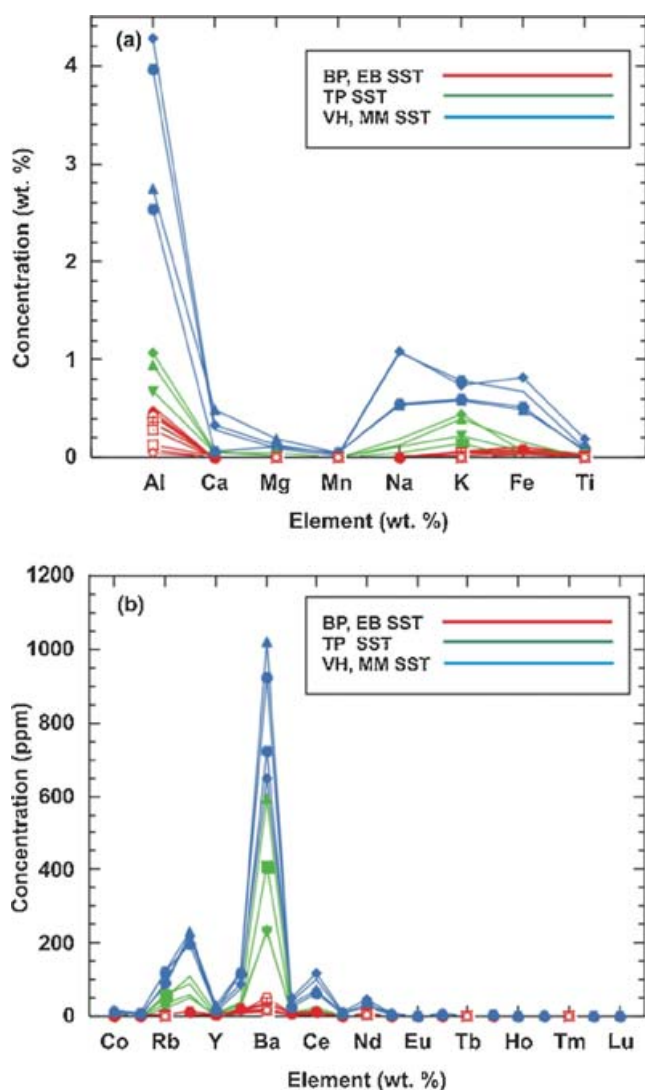 (a)
BP, EB SST
TP SST
VH, MM SST
Concentration (wt. %)
4
3
2
1
0
Al Ca Mg Mn Na K Fe Ti
Element (wt. %)
(b)
BP, EB SST
TP SST
VH, MM SST
Concentration (ppm)
1200
1000
800
600
400
200
0
Co Rb Y Ba Ce Nd Eu Tb Ho Tm Lu
Element (wt. %)